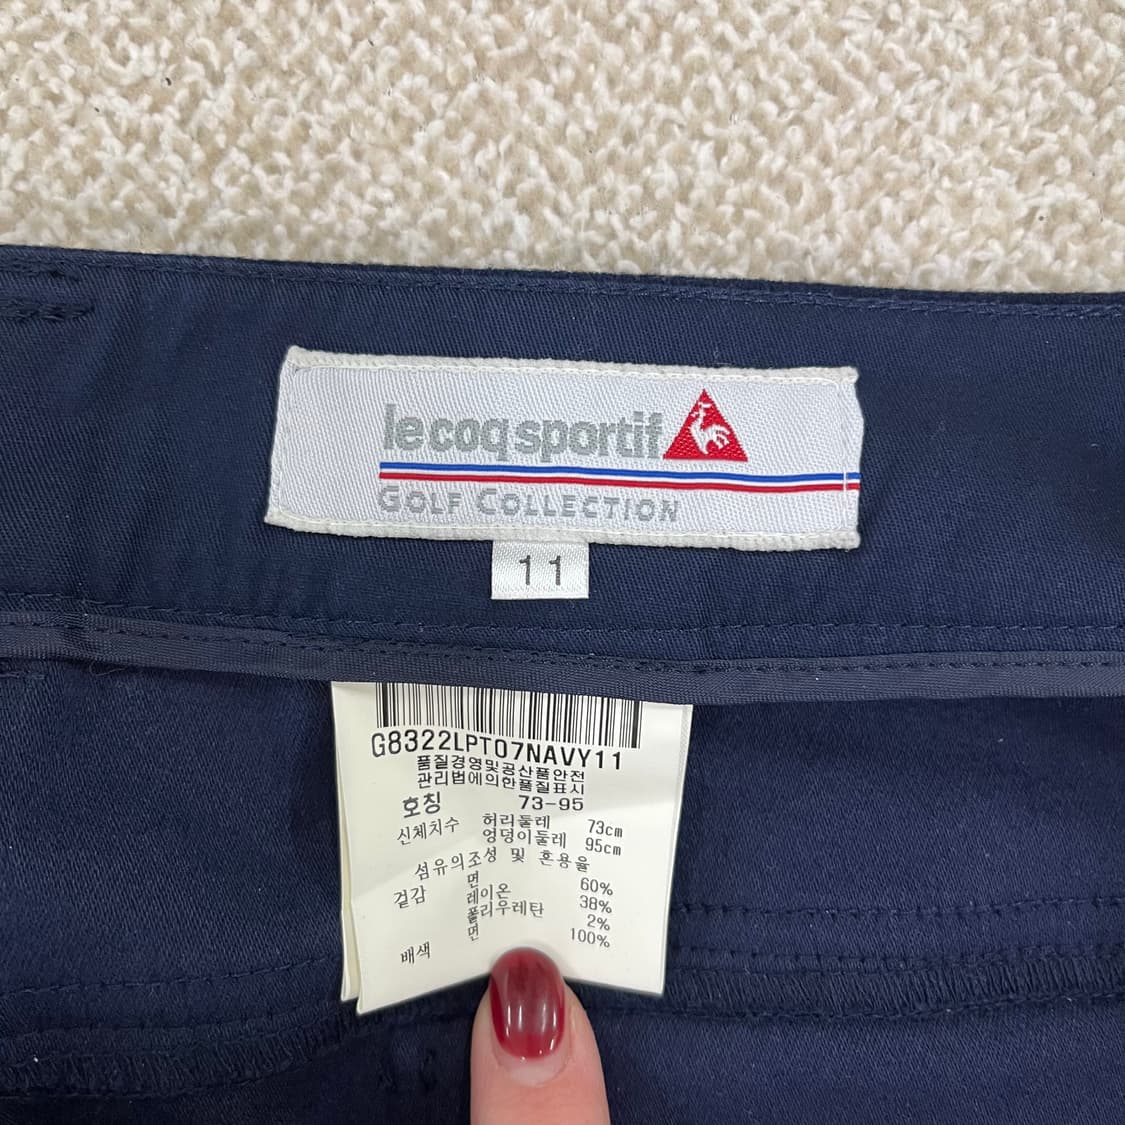 le coq sportif
GOLF COLLECTION
11
G8322LPT07NAVY11
품질경영및공산품안전
관리법에의한품질표시
호칭 73-95
신체치수 허리둘레 73cm
엉덩이둘레 95cm
섬유의조성 및 혼용율
겉감 면 60%
레이온 38%
폴리우레탄 2%
배색 면 100%